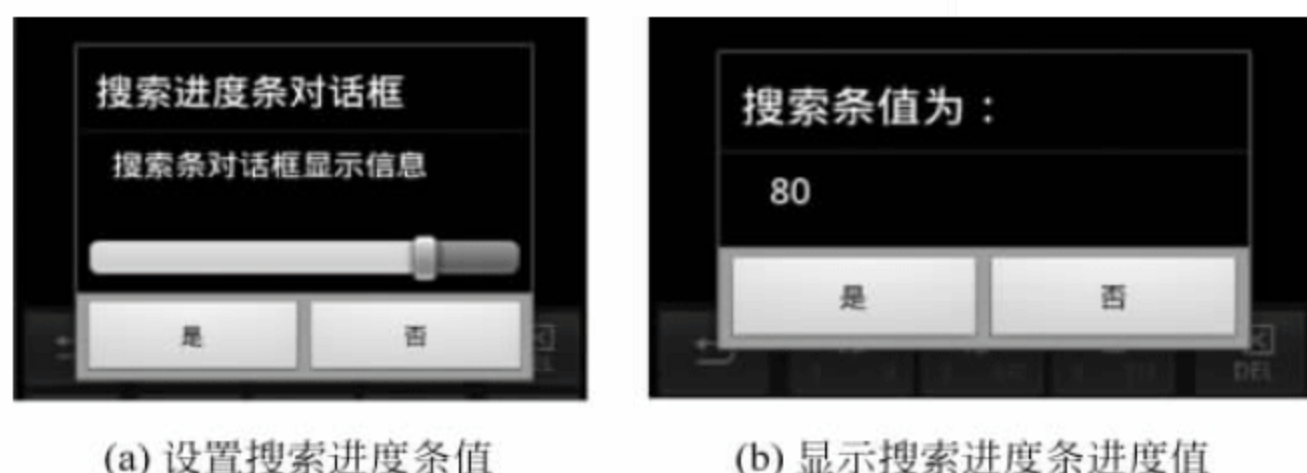 搜索进度条对话框
搜索条对话框显示信息
是
否
搜索条值为：
80
是
否
DEL
(a) 设置搜索进度条值
(b) 显示搜索进度条进度值